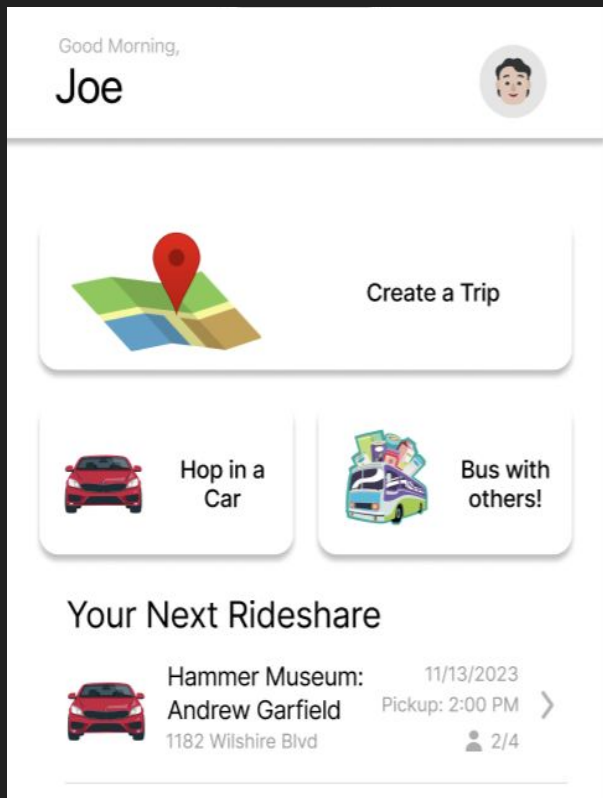 Good Morning,
Joe
Create a Trip
Hop in a
Car
Bus with
others!
Your Next Rideshare
Hammer Museum:
Andrew Garfield
1182 Wilshire Blvd
11/13/2023
Pickup: 2:00 PM
2/4